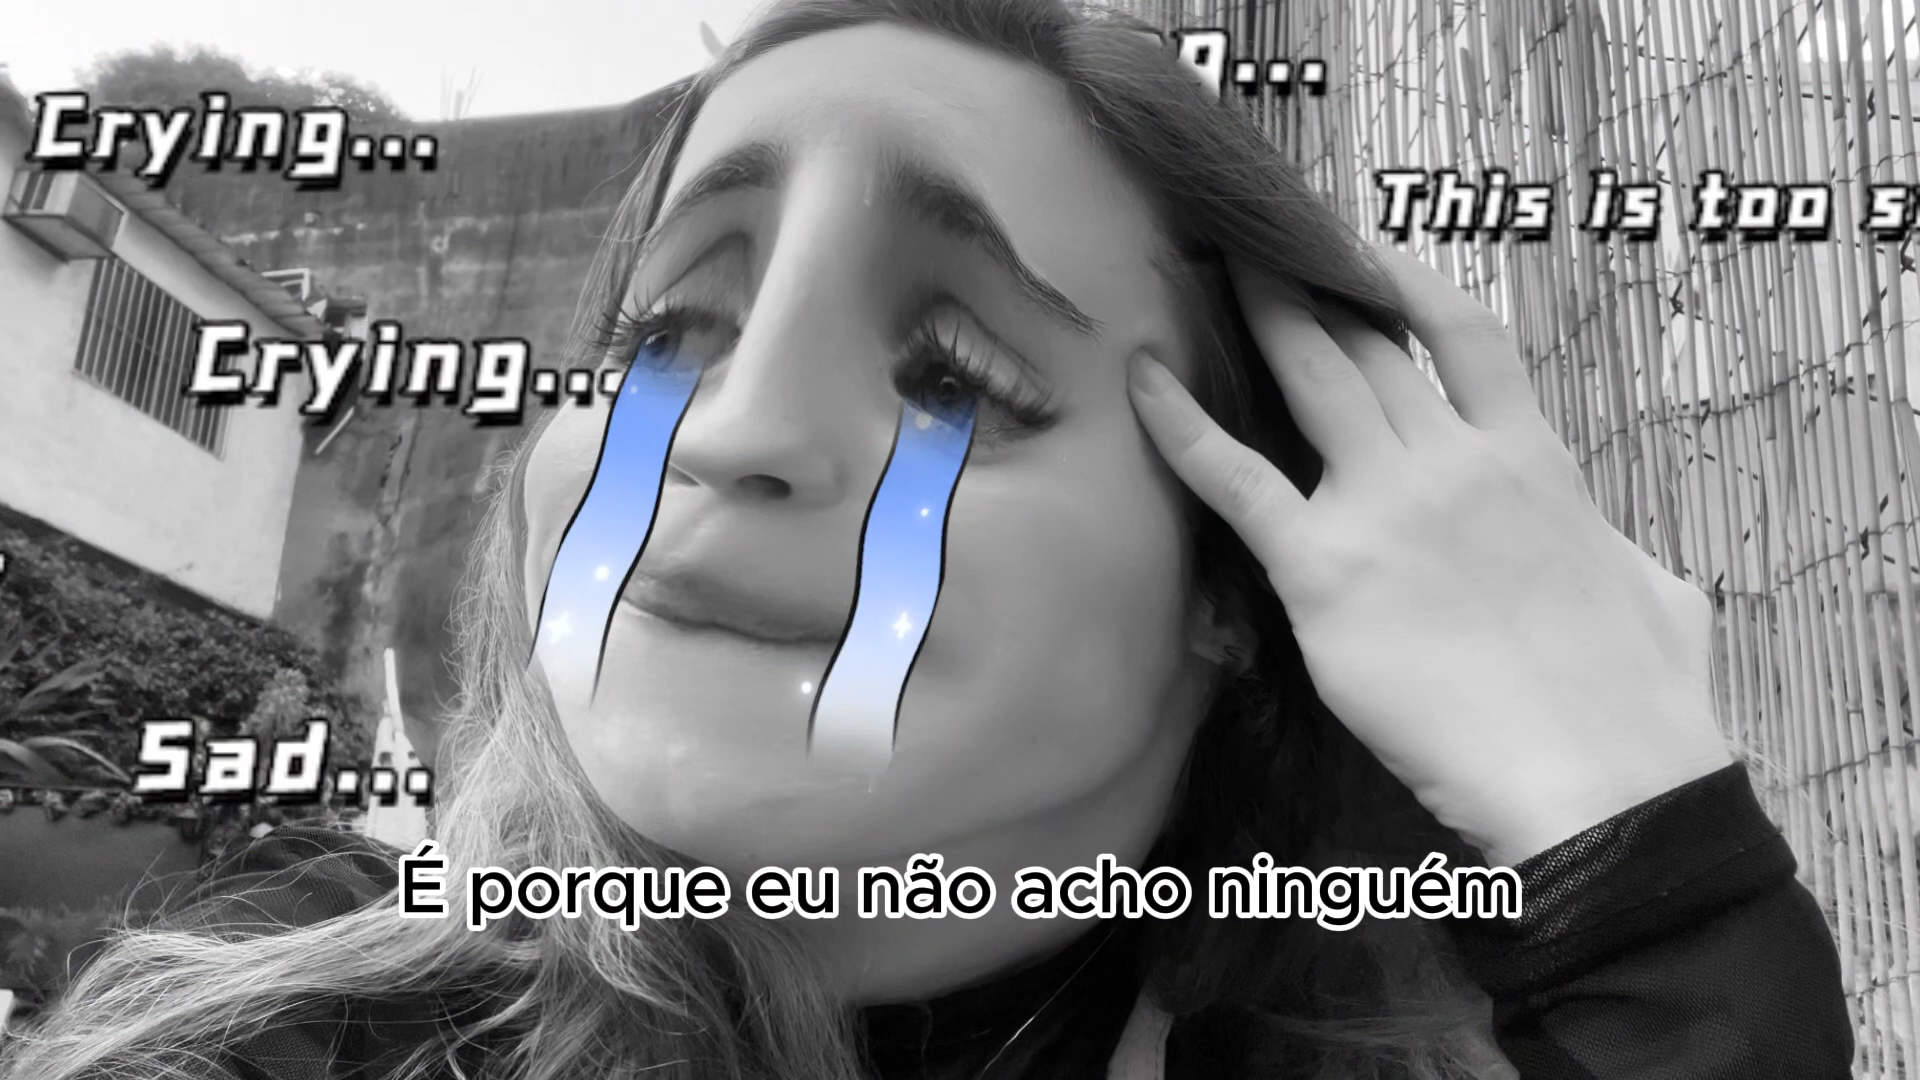 Crying...
This is too
Crying...
Sad...
É porque eu não acho ninguém